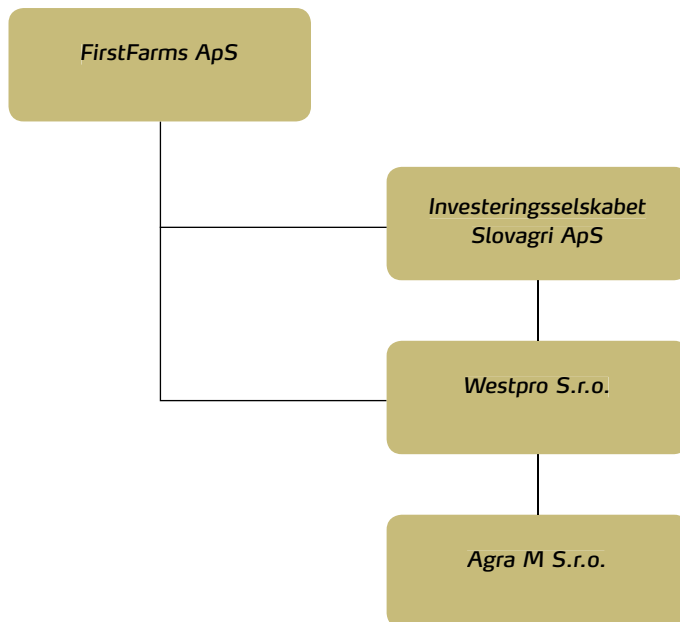 FirstFarms ApS
Investeringsselskabet
Slovagri ApS
Westpro S.r.o.
Agra M S.r.o.